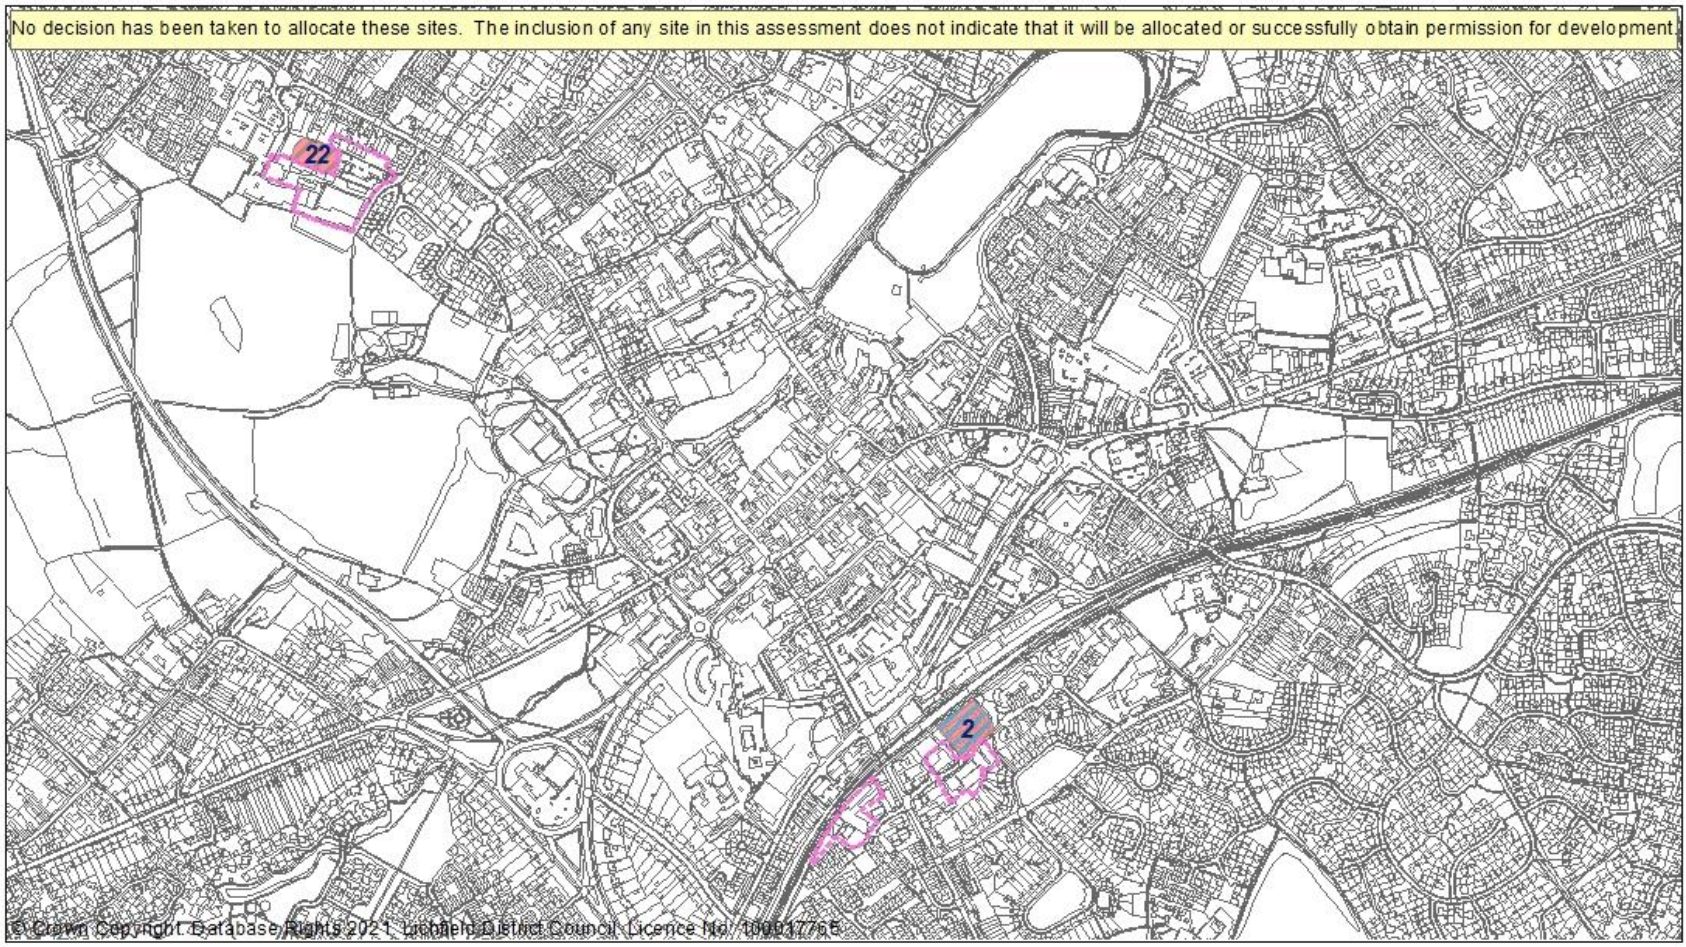 No decision has been taken to allocate these sites.  The inclusion of any site in this assessment does not indicate that it will be allocated or successfully obtain permission for development.
22
2
© Crown Copyright. Database Rights 2021. Lichfield District Council. Licence No: 100017765